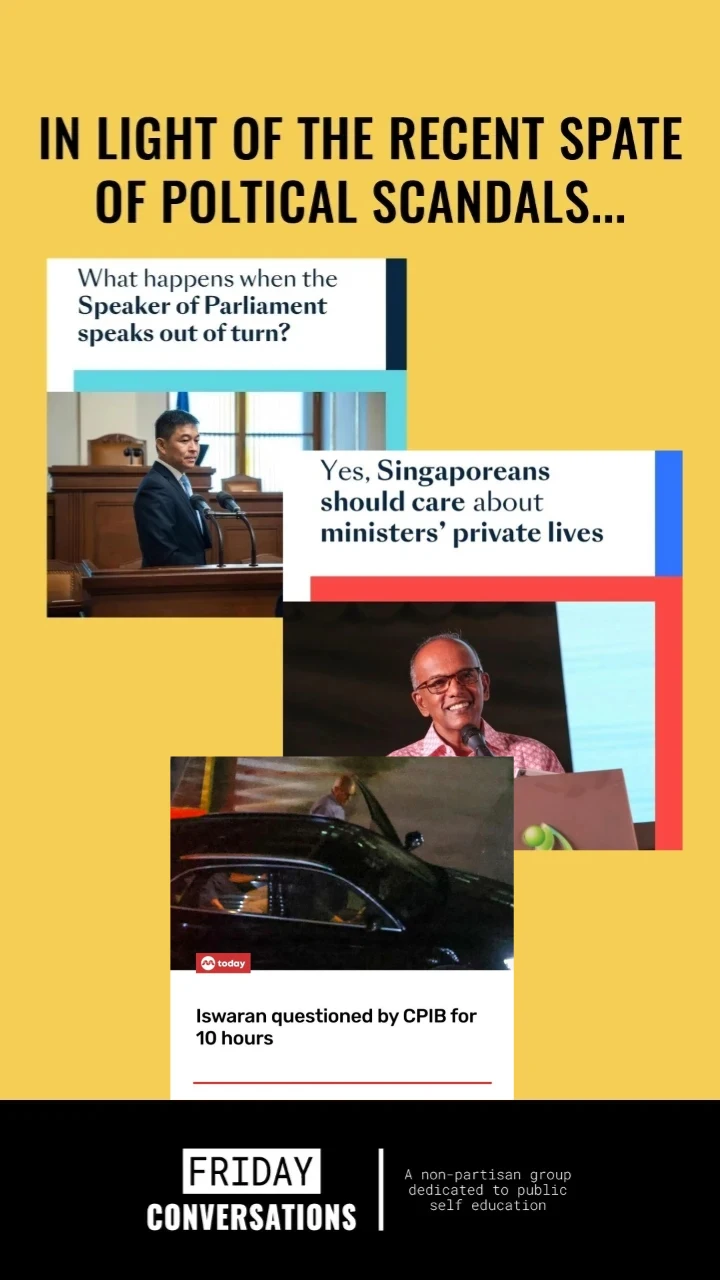 IN LIGHT OF THE RECENT SPATE
OF POLTICAL SCANDALS...
What happens when the
Speaker of Parliament
speaks out of turn?
Yes, Singaporeans
should care about
ministers' private lives
today
Iswaran questioned by CPIB for
10 hours
FRIDAY
CONVERSATIONS
A non-partisan group
dedicated to public
self education